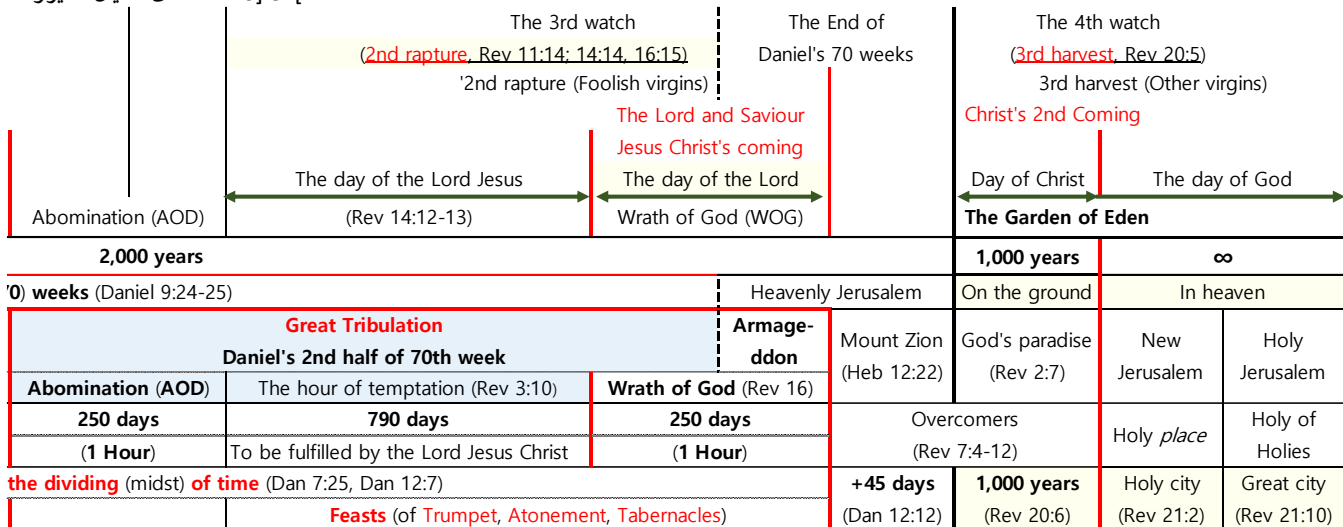 The 3rd watch
The End of
The 4th watch
(2nd rapture, Rev 11:14; 14:14, 16:15)
Daniel's 70 weeks
(3rd harvest, Rev 20:5)
'2nd rapture (Foolish virgins)
3rd harvest (Other virgins)
The Lord and Saviour
Christ's 2nd Coming
Jesus Christ's coming
The day of the Lord Jesus
The day of the Lord
Day of Christ
The day of God
Abomination (AOD)
(Rev 14:12-13)
Wrath of God (WOG)
The Garden of Eden
2,000 years
1,000 years
∞
0) weeks (Daniel 9:24-25)
Heavenly Jerusalem
On the ground
In heaven
Great Tribulation
Daniel's 2nd half of 70th week
Armage-
ddon
Mount Zion
(Heb 12:22)
God's paradise
(Rev 2:7)
New
Jerusalem
Holy
Jerusalem
Abomination (AOD)
The hour of temptation (Rev 3:10)
Wrath of God (Rev 16)
250 days
790 days
250 days
Overcomers
(Rev 7:4-12)
Holy place
Holy of
Holies
(1 Hour)
To be fulfilled by the Lord Jesus Christ
(1 Hour)
the dividing (midst) of time (Dan 7:25, Dan 12:7)
+45 days
(Dan 12:12)
1,000 years
(Rev 20:6)
Holy city
(Rev 21:2)
Great city
(Rev 21:10)
Feasts (of Trumpet, Atonement, Tabernacles)